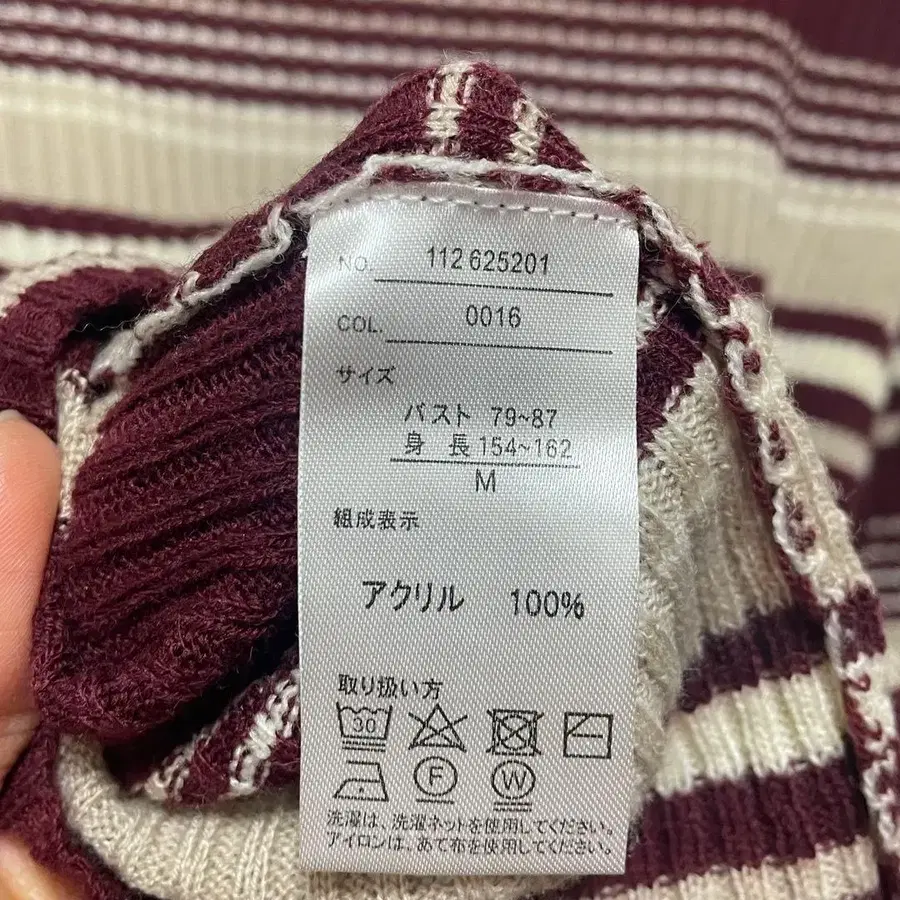 NO. 112 625201
COL. 0016
サイズ
バスト 79~87
身 長 154~162
M
組成表示
アクリル 100%
取り扱い方
30
F W
洗濯は、洗濯ネットを使用してください。
アイロンは、あて布を使用してください。